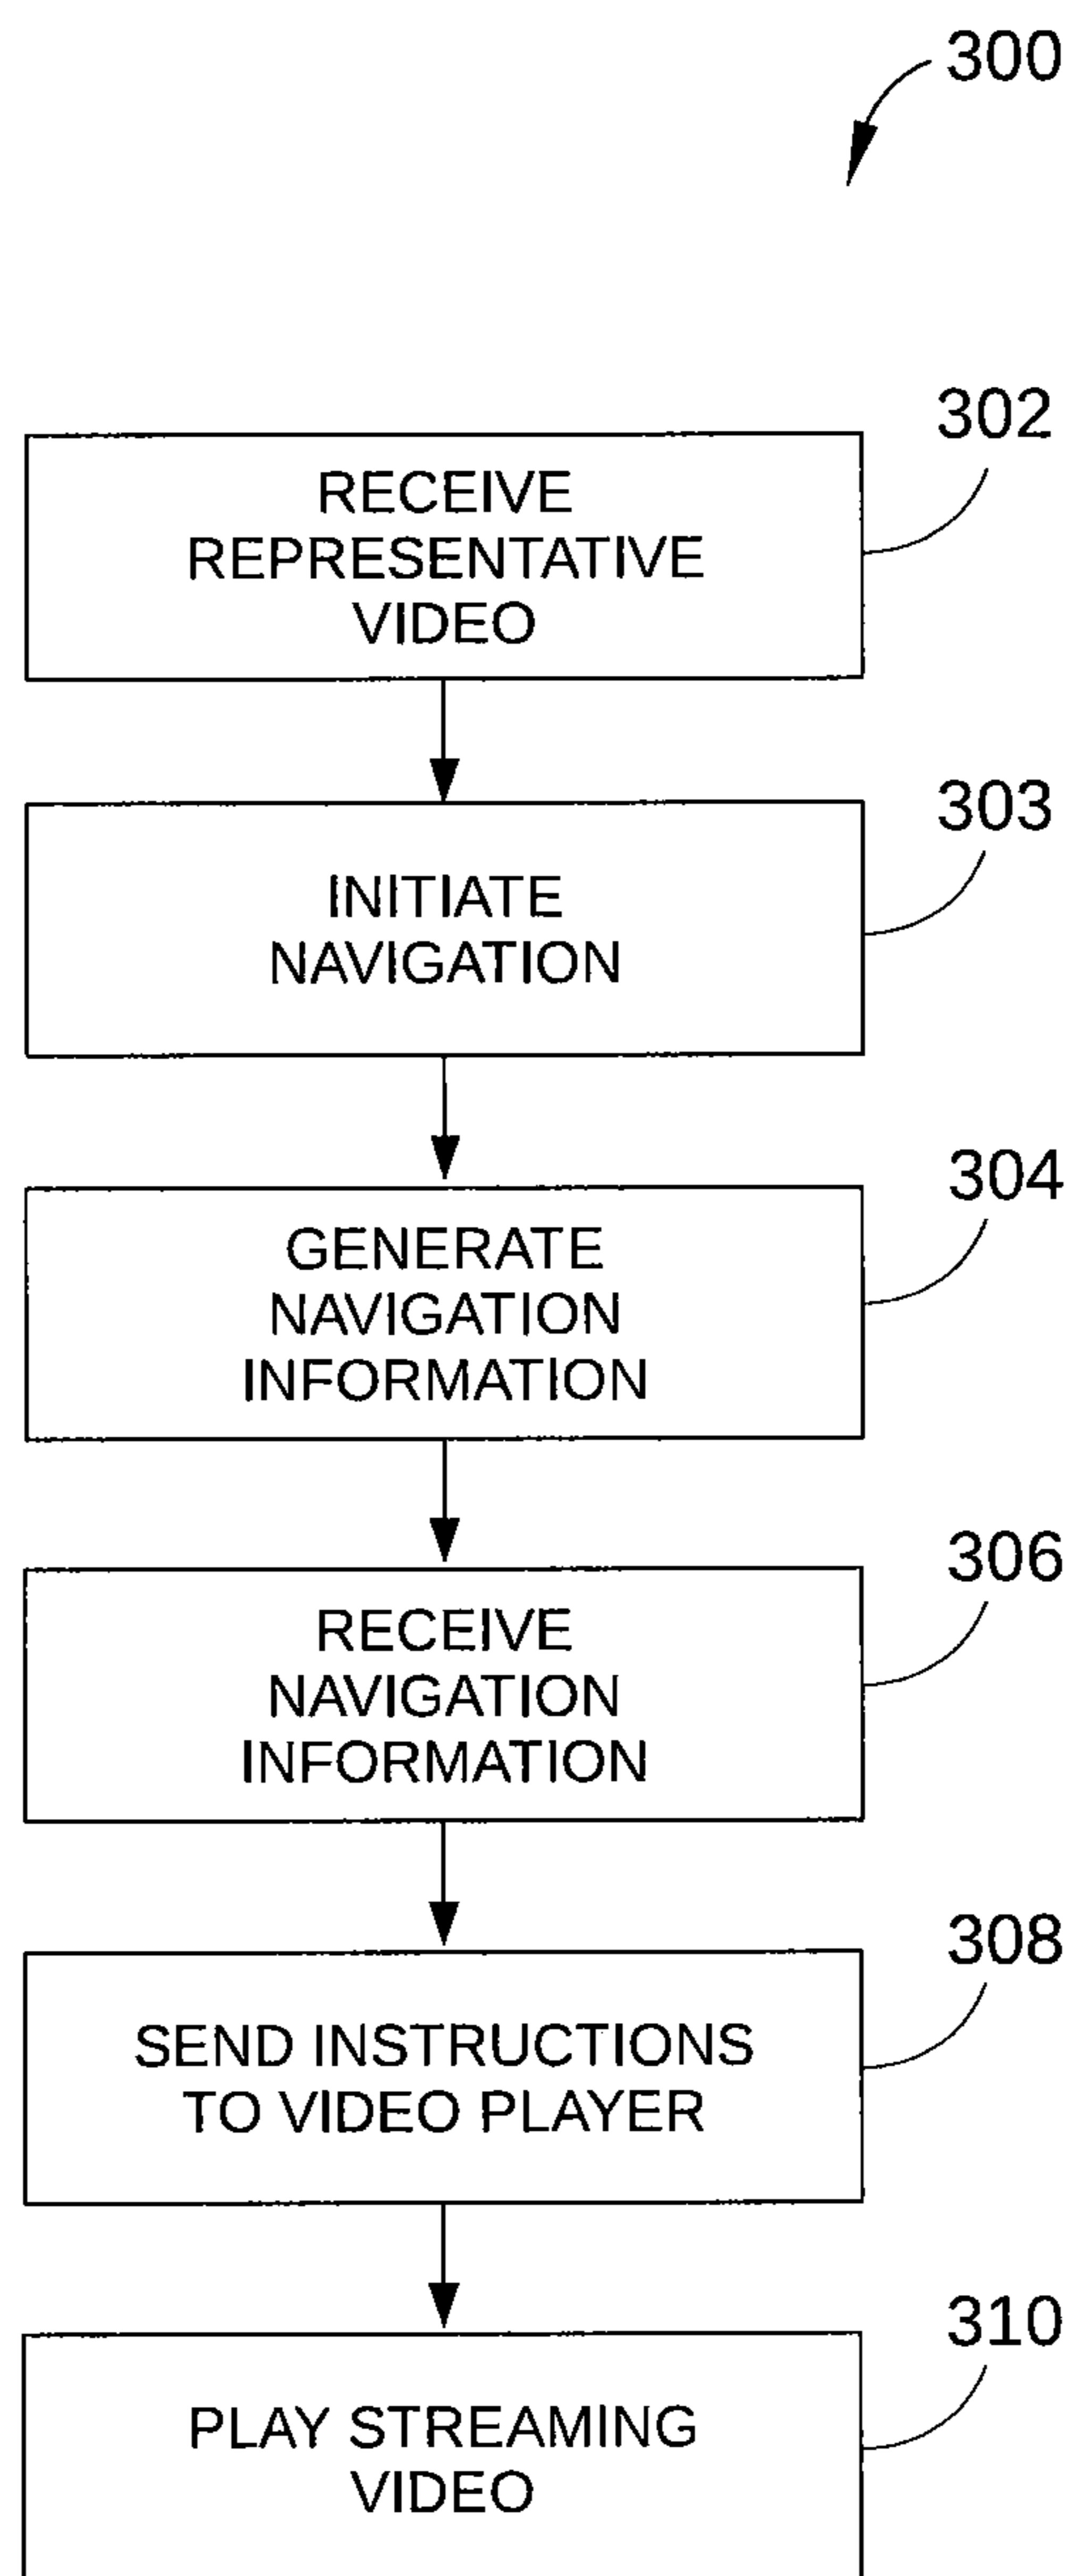 300
302
RECEIVE
REPRESENTATIVE
VIDEO
303
INITIATE
NAVIGATION
304
GENERATE
NAVIGATION
INFORMATION
306
RECEIVE
NAVIGATION
INFORMATION
308
SEND INSTRUCTIONS
TO VIDEO PLAYER
310
PLAY STREAMING
VIDEO